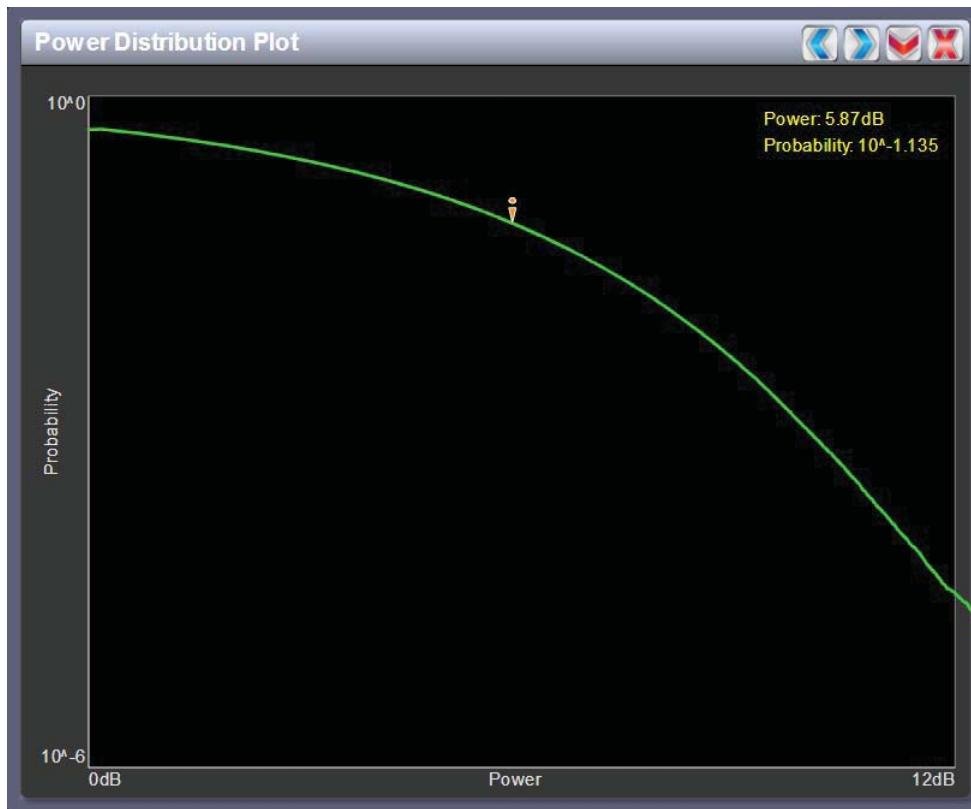 Power Distribution Plot
10^0
Power: 5.87dB
Probability: 10^-1.135
Probability
10^-6
0dB
Power
12dB